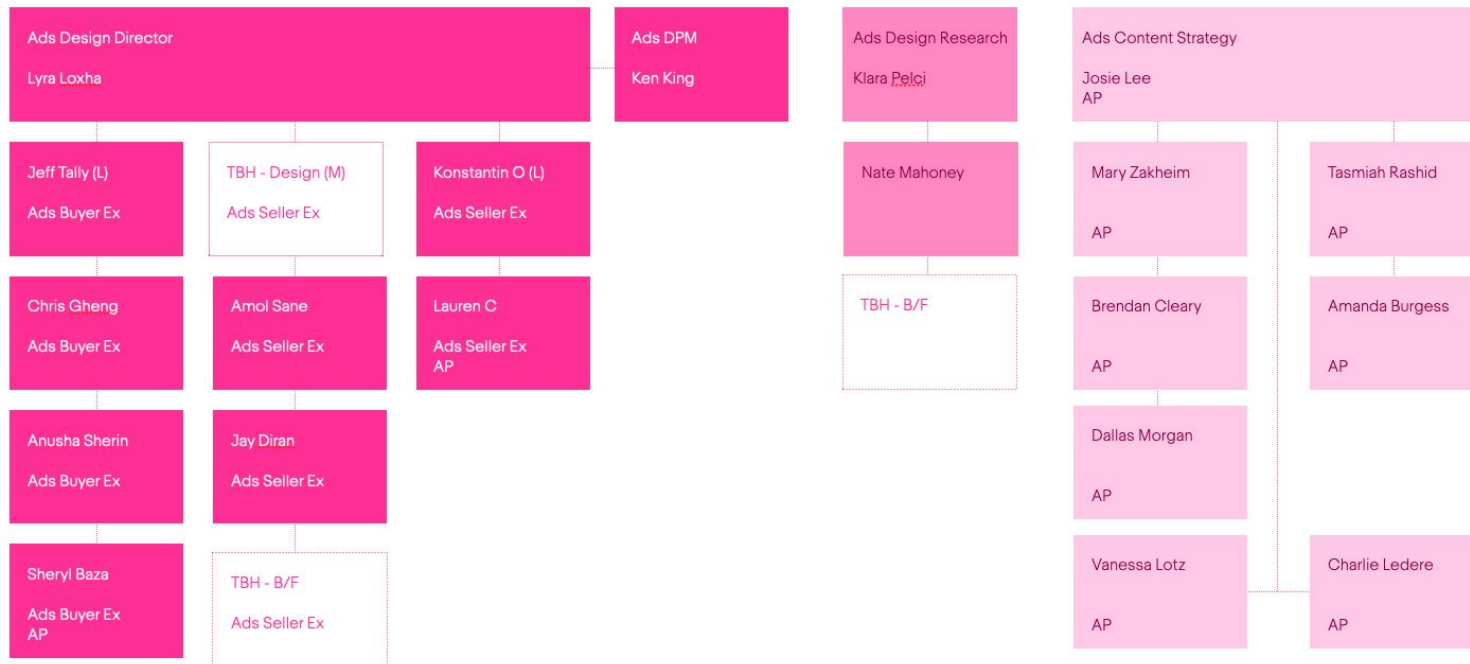 Ads Design Director
Lyra Loxha
Ads DPM
Ken King
Ads Design Research
Klara Pelci
Ads Content Strategy
Josie Lee
AP
Jeff Tally (L)
Ads Buyer Ex
TBH - Design (M)
Ads Seller Ex
Konstantin O (L)
Ads Seller Ex
Nate Mahoney
Mary Zakheim
AP
Tasmiah Rashid
AP
Chris Gheng
Ads Buyer Ex
Amol Sane
Ads Seller Ex
Lauren C
Ads Seller Ex
AP
TBH - B/F
Brendan Cleary
AP
Amanda Burgess
AP
Anusha Sherin
Ads Buyer Ex
Jay Diran
Ads Seller Ex
Dallas Morgan
AP
Sheryl Baza
Ads Buyer Ex
AP
TBH - B/F
Ads Seller Ex
Vanessa Lotz
AP
Charlie Ledere
AP